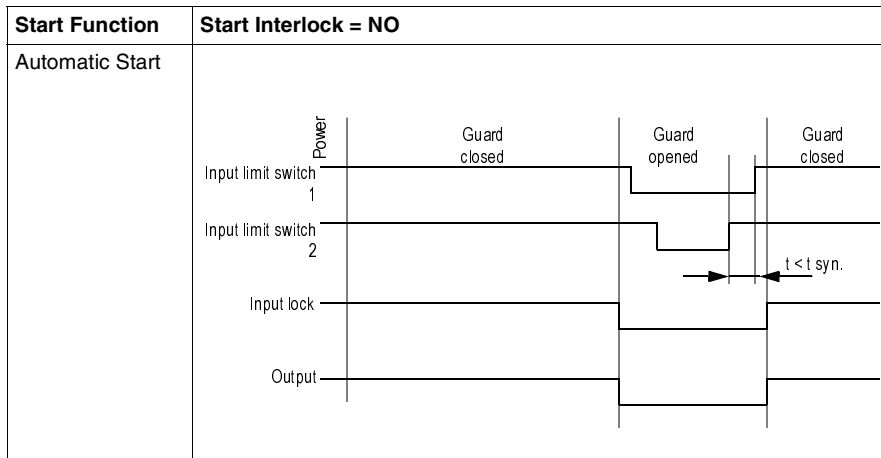 Start Function
Start Interlock = NO
Automatic Start
Power
Guard
closed
Guard
opened
Guard
closed
Input limit switch
1
Input limit switch
2
t < t syn.
Input lock
Output